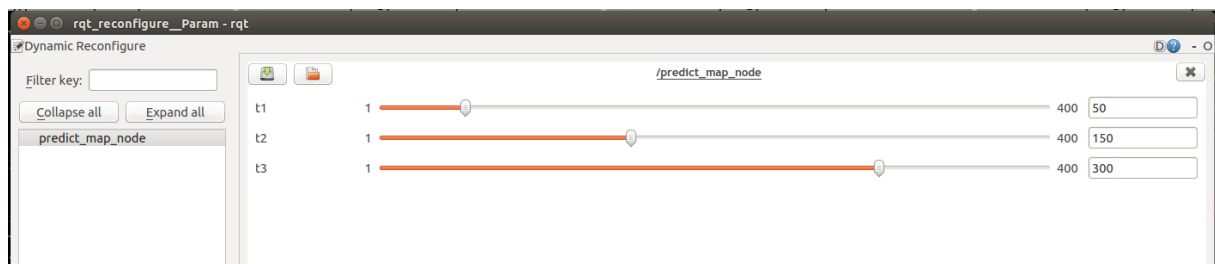 rqt_reconfigure__Param - rqt
Dynamic Reconfigure
D ? - O
Filter key:
/predict_map_node
Collapse all Expand all
predict_map_node
t1 1 400 50
t2 1 400 150
t3 1 400 300